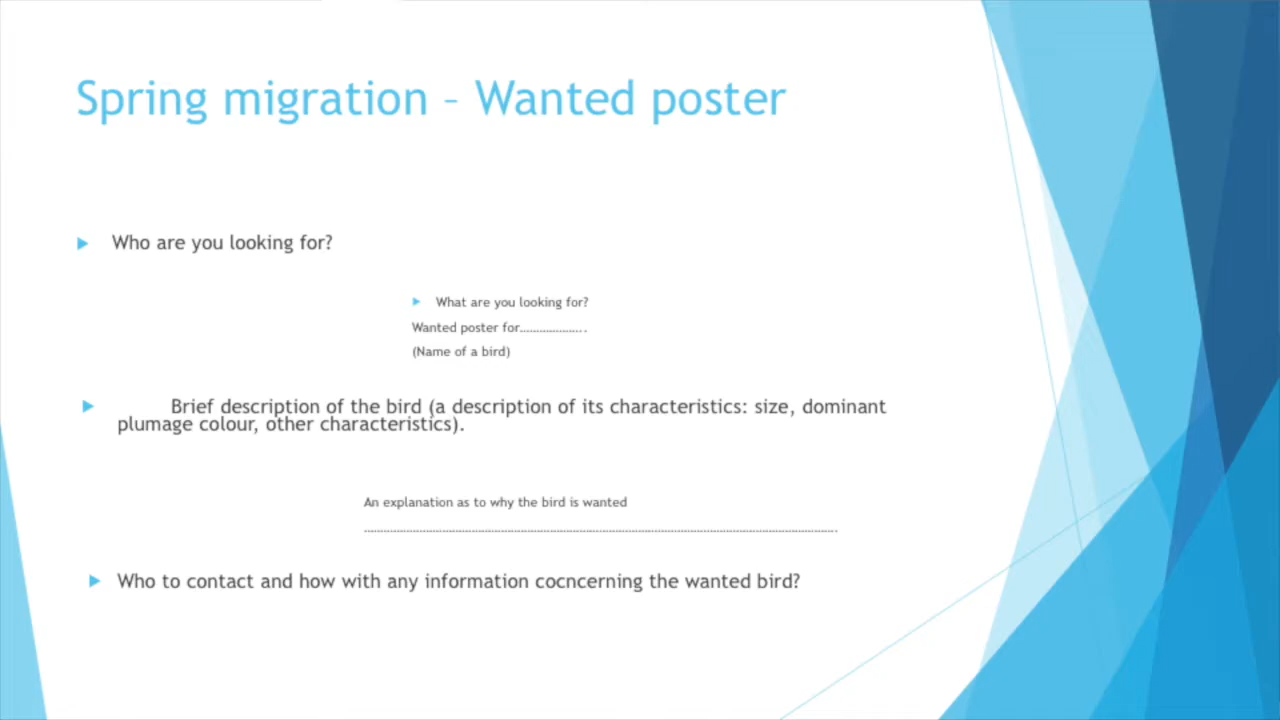 Spring migration – Wanted poster
Who are you looking for?
What are you looking for?
Wanted poster for………………..
(Name of a bird)
Brief description of the bird (a description of its characteristics: size, dominant
plumage colour, other characteristics).
An explanation as to why the bird is wanted
………………………………………………………………………………………………………………………………….
Who to contact and how with any information cocncerning the wanted bird?